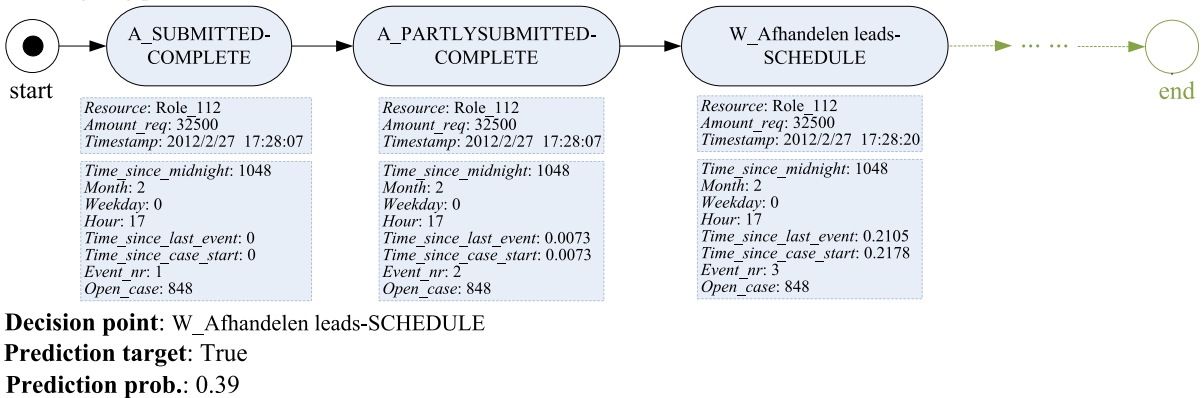 start
A_SUBMITTED-
COMPLETE
Resource: Role_112
Amount_req: 32500
Timestamp: 2012/2/27 17:28:07
Time_since_midnight: 1048
Month: 2
Weekday: 0
Hour: 17
Time_since_last_event: 0
Time_since_case_start: 0
Event_nr: 1
Open_case: 848
A_PARTLYSUBMITTED-
COMPLETE
Resource: Role_112
Amount_req: 32500
Timestamp: 2012/2/27 17:28:07
Time_since_midnight: 1048
Month: 2
Weekday: 0
Hour: 17
Time_since_last_event: 0.0073
Time_since_case_start: 0.0073
Event_nr: 2
Open_case: 848
W_Afhandelen leads-
SCHEDULE
Resource: Role_112
Amount_req: 32500
Timestamp: 2012/2/27 17:28:20
Time_since_midnight: 1048
Month: 2
Weekday: 0
Hour: 17
Time_since_last_event: 0.2105
Time_since_case_start: 0.2178
Event_nr: 3
Open_case: 848
... ...
end
Decision point: W_Afhandelen leads-SCHEDULE
Prediction target: True
Prediction prob.: 0.39